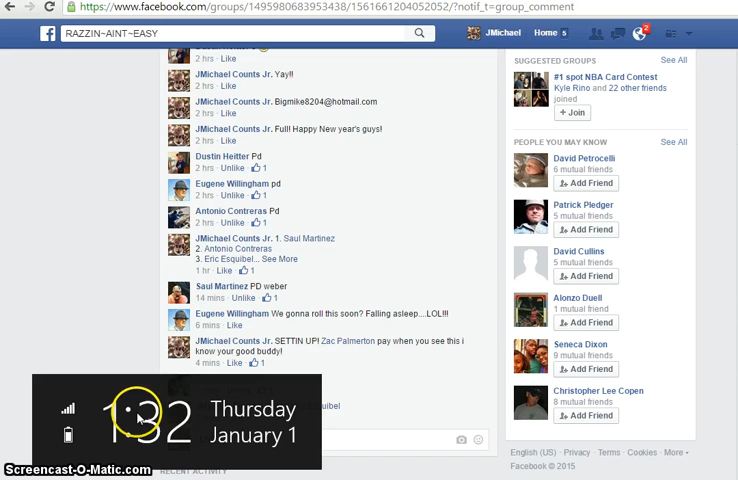 https://www.facebook.com/groups/1495980683953438/1561661204052052/?notif_t=group_comment
RAZZIN~AINT~EASY
JMichael Home 5
2
2 hrs · Like
JMichael Counts Jr. Yay!!
2 hrs · Like
JMichael Counts Jr. Bigmike8204@hotmail.com
2 hrs · Like
JMichael Counts Jr. Full! Happy New year's guys!
2 hrs · Like
Dustin Heitter Pd
2 hrs · Unlike · 1
Eugene Willingham pd
2 hrs · Unlike · 1
Antonio Contreras Pd
2 hrs · Unlike · 1
JMichael Counts Jr. 1. Saul Martinez
2. Antonio Contreras
3. Eric Esquibel... See More
1 hr · Like · 1
Saul Martinez PD weber
14 mins · Unlike · 1
Eugene Willingham We gonna roll this soon? Falling asleep....LOL!!!
6 mins · Like
JMichael Counts Jr. SETTIN UP! Zac Palmerton pay when you see this i
know your good buddy!
4 mins · Like · 1
1:32 Thursday
January 1
RECENT ACTIVITY
SUGGESTED GROUPS See All
#1 spot NBA Card Contest
Kyle Rino and 22 other friends
joined
+ Join
PEOPLE YOU MAY KNOW See All
David Petrocelli
6 mutual friends
Add Friend
Patrick Pledger
5 mutual friends
Add Friend
David Cullins
5 mutual friends
Add Friend
Alonzo Duell
1 mutual friend
Add Friend
Seneca Dixon
9 mutual friends
Add Friend
Christopher Lee Copen
8 mutual friends
Add Friend
English (US) · Privacy · Terms · Cookies · More
Facebook © 2015
Screencast-O-Matic.com